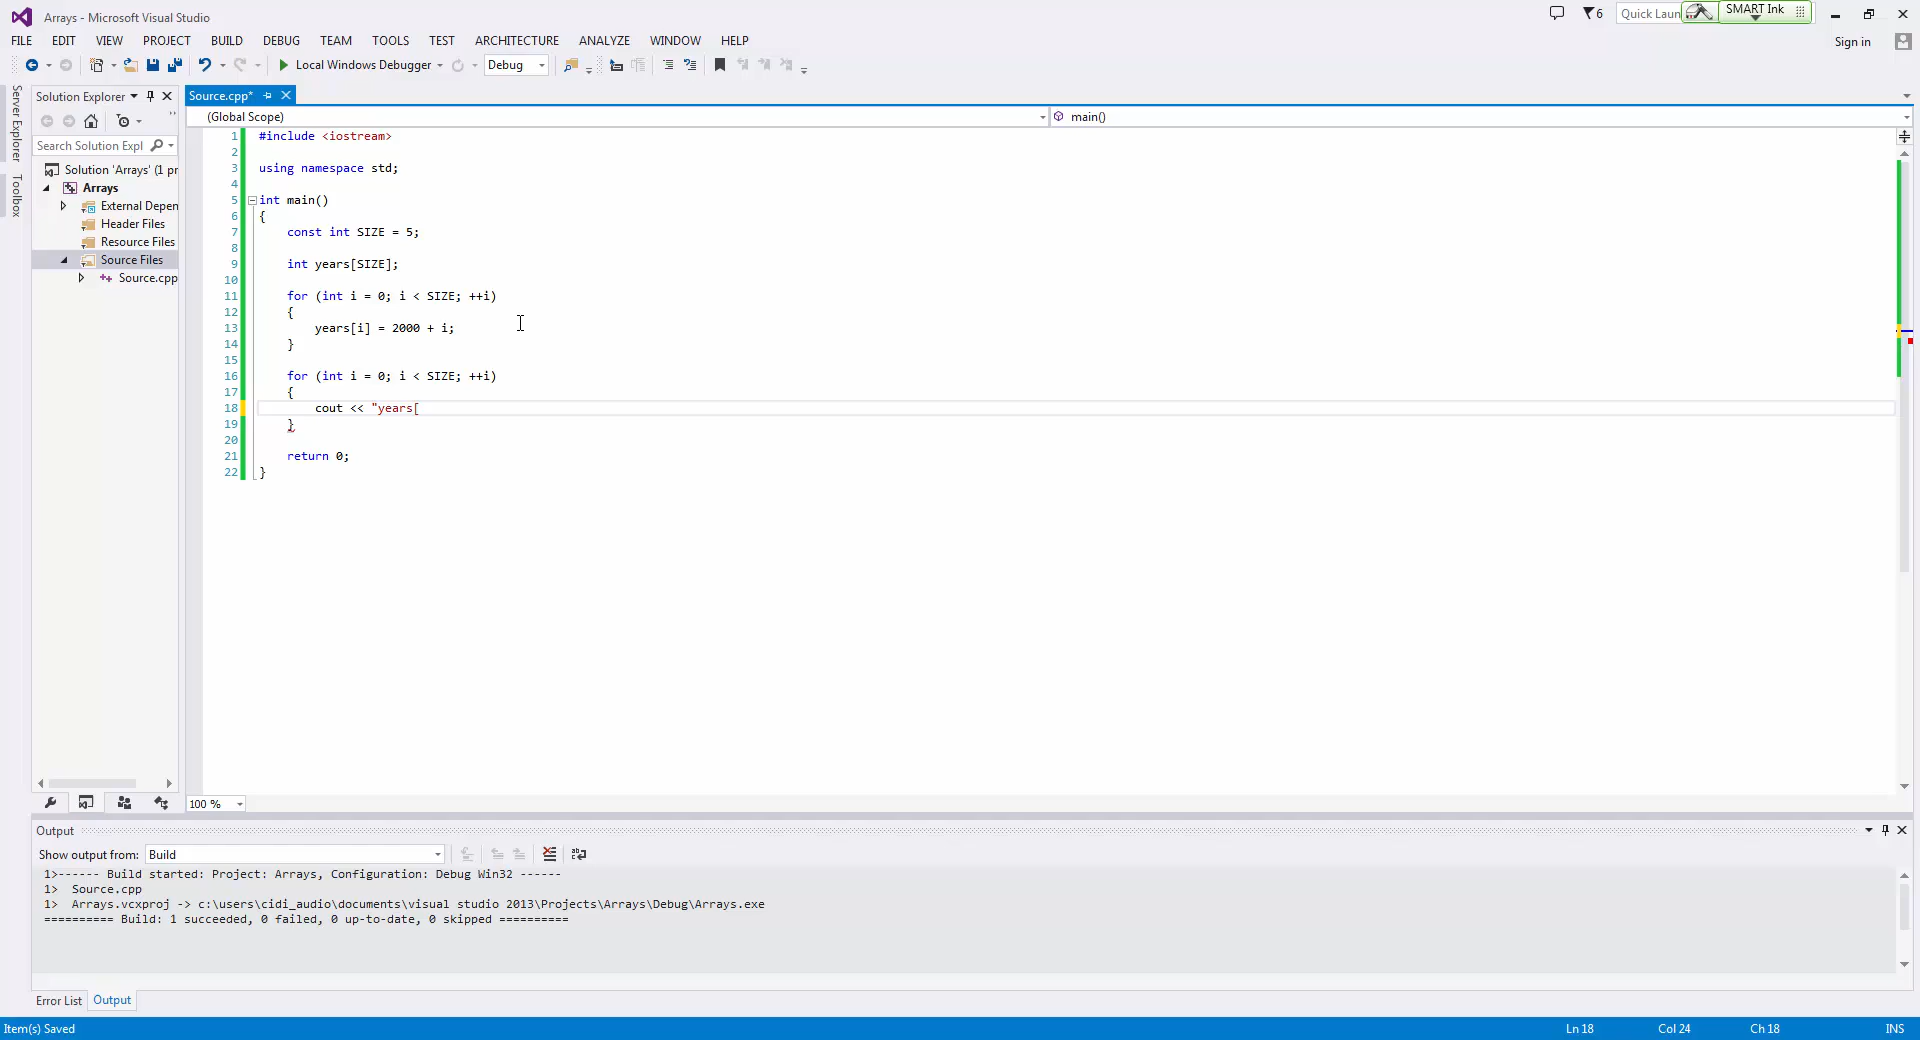 Arrays - Microsoft Visual Studio
6
Quick Laun
SMART Ink
FILE EDIT VIEW PROJECT BUILD DEBUG TEAM TOOLS TEST ARCHITECTURE ANALYZE WINDOW HELP
Sign in
Local Windows Debugger
Debug
Server Explorer
Toolbox
Solution Explorer
Search Solution Expl
Solution 'Arrays' (1 pr
Arrays
External Depen
Header Files
Resource Files
Source Files
Source.cpp
Source.cpp*
(Global Scope)
main()
1 #include <iostream>
2
3 using namespace std;
4
5 int main()
6 {
7 const int SIZE = 5;
8
9 int years[SIZE];
10
11 for (int i = 0; i < SIZE; ++i)
12 {
13 years[i] = 2000 + i;
14 }
15
16 for (int i = 0; i < SIZE; ++i)
17 {
18 cout << "years[
19 }
20
21 return 0;
22 }
100 %
Output
Show output from: Build
1>------ Build started: Project: Arrays, Configuration: Debug Win32 ------
1> Source.cpp
1> Arrays.vcxproj -> c:\users\cidi_audio\documents\visual studio 2013\Projects\Arrays\Debug\Arrays.exe
========== Build: 1 succeeded, 0 failed, 0 up-to-date, 0 skipped ==========
Error List Output
Item(s) Saved
Ln 18 Col 24 Ch 18 INS